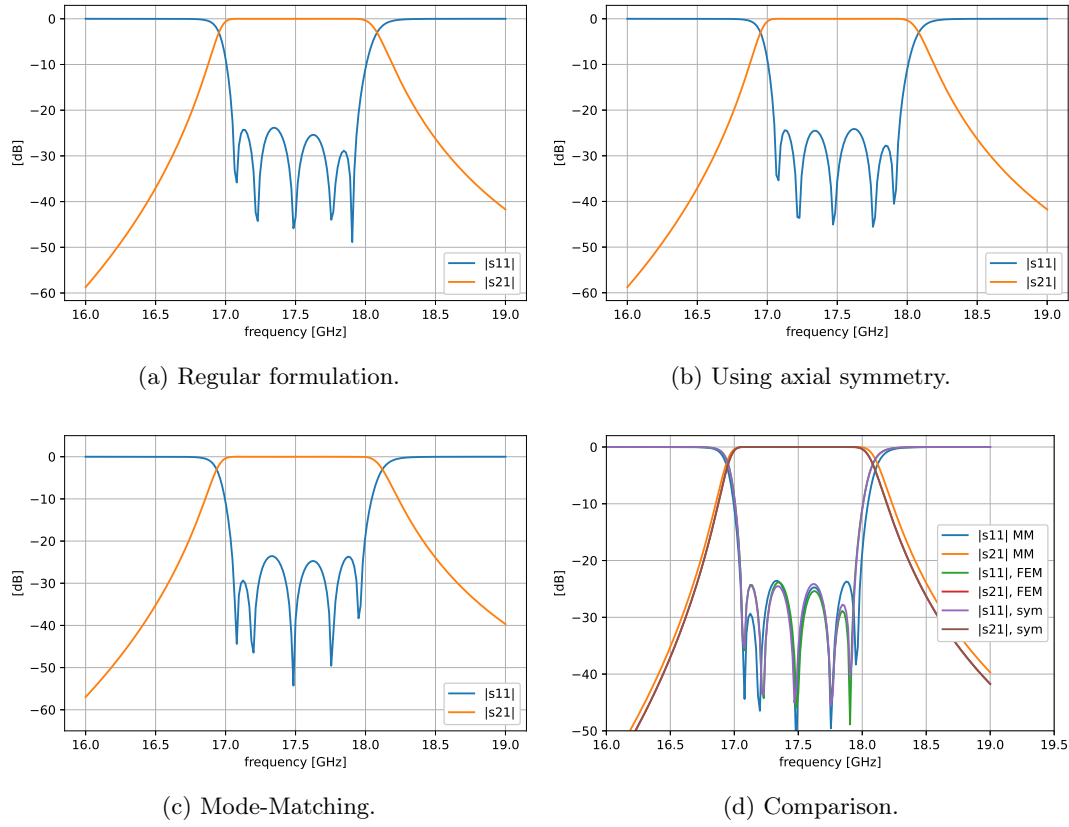 0
−10
−20
−30
−40
−50
−60
[dB]
16.0 16.5 17.0 17.5 18.0 18.5 19.0
frequency [GHz]
|s11|
|s21|
(a) Regular formulation.
0
−10
−20
−30
−40
−50
−60
[dB]
16.0 16.5 17.0 17.5 18.0 18.5 19.0
frequency [GHz]
|s11|
|s21|
(b) Using axial symmetry.
0
−10
−20
−30
−40
−50
−60
[dB]
16.0 16.5 17.0 17.5 18.0 18.5 19.0
frequency [GHz]
|s11|
|s21|
(c) Mode-Matching.
0
−10
−20
−30
−40
−50
[dB]
16.0 16.5 17.0 17.5 18.0 18.5 19.0 19.5
frequency [GHz]
|s11| MM
|s21| MM
|s11|, FEM
|s21|, FEM
|s11|, sym
|s21|, sym
(d) Comparison.